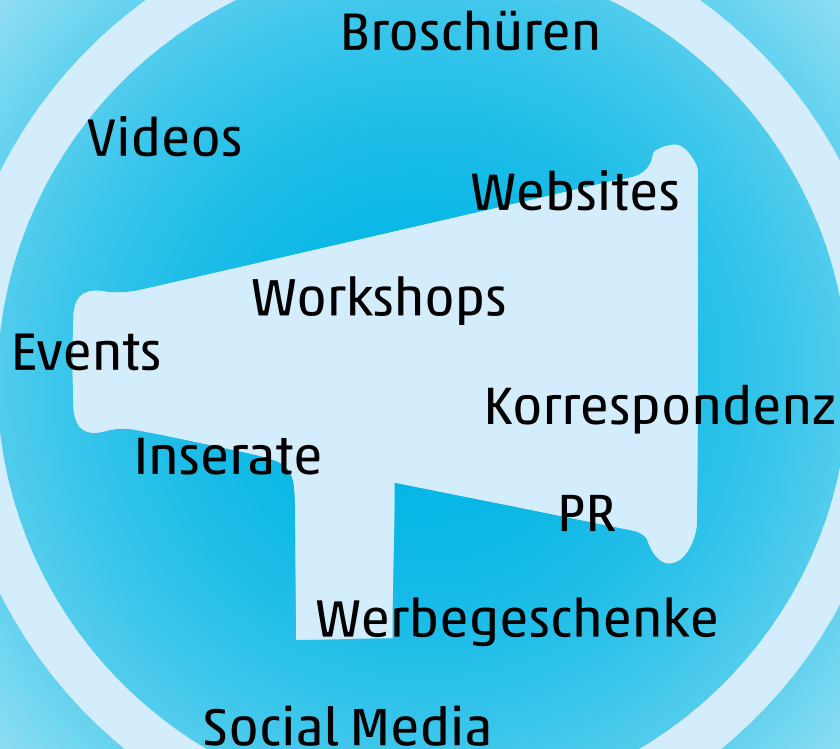 Broschüren
Videos
Websites
Workshops
Events
Korrespondenz
Inserate
PR
Werbegeschenke
Social Media